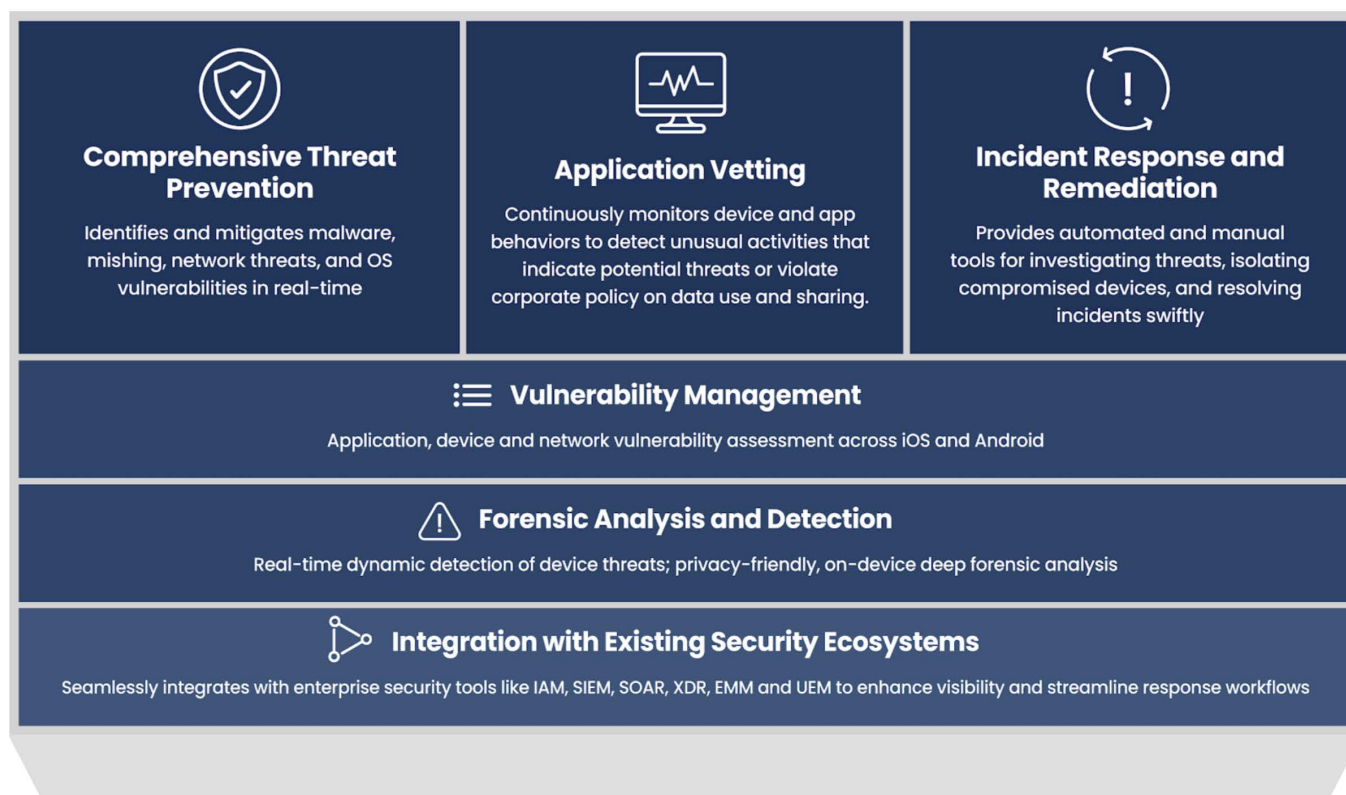 Comprehensive Threat
Prevention
Identifies and mitigates malware,
mishing, network threats, and OS
vulnerabilities in real-time
Application Vetting
Continuously monitors device and app
behaviors to detect unusual activities that
indicate potential threats or violate
corporate policy on data use and sharing.
Incident Response and
Remediation
Provides automated and manual
tools for investigating threats, isolating
compromised devices, and resolving
incidents swiftly
Vulnerability Management
Application, device and network vulnerability assessment across iOS and Android
Forensic Analysis and Detection
Real-time dynamic detection of device threats; privacy-friendly, on-device deep forensic analysis
Integration with Existing Security Ecosystems
Seamlessly integrates with enterprise security tools like IAM, SIEM, SOAR, XDR, EMM and UEM to enhance visibility and streamline response workflows